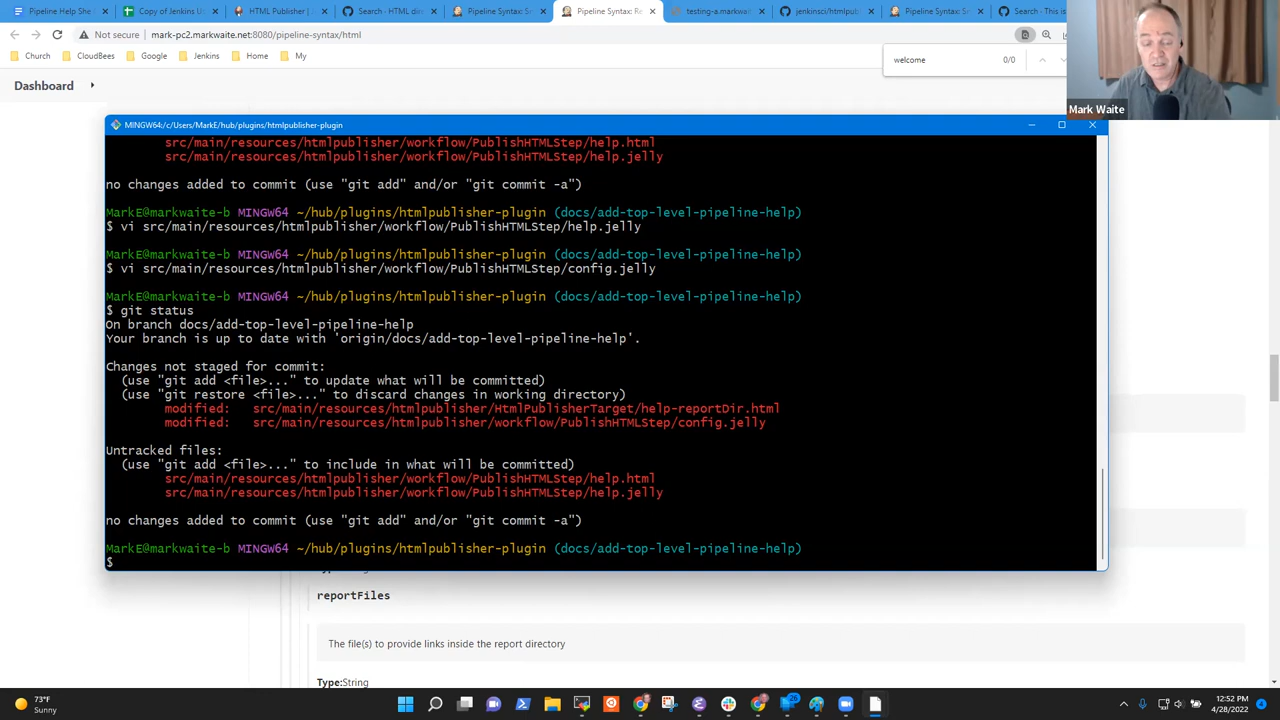 Pipeline Help She
Copy of Jenkins U
HTML Publisher | J
Search · HTML di
Pipeline Syntax: S
Pipeline Syntax: R
testing-a.markwai
jenkinsci/htmlpub
Pipeline Syntax: S
Search · This is
Not secure mark-pc2.markwaite.net:8080/pipeline-syntax/html
Church CloudBees Google Jenkins Home My
welcome 0/0
Dashboard
Mark Waite
MINGW64:/c/Users/MarkE/hub/plugins/htmlpublisher-plugin
src/main/resources/htmlpublisher/workflow/PublishHTMLStep/help.html
src/main/resources/htmlpublisher/workflow/PublishHTMLStep/help.jelly
no changes added to commit (use "git add" and/or "git commit -a")
MarkE@markwaite-b MINGW64 ~/hub/plugins/htmlpublisher-plugin (docs/add-top-level-pipeline-help)
$ vi src/main/resources/htmlpublisher/workflow/PublishHTMLStep/help.jelly
MarkE@markwaite-b MINGW64 ~/hub/plugins/htmlpublisher-plugin (docs/add-top-level-pipeline-help)
$ vi src/main/resources/htmlpublisher/workflow/PublishHTMLStep/config.jelly
MarkE@markwaite-b MINGW64 ~/hub/plugins/htmlpublisher-plugin (docs/add-top-level-pipeline-help)
$ git status
On branch docs/add-top-level-pipeline-help
Your branch is up to date with 'origin/docs/add-top-level-pipeline-help'.
Changes not staged for commit:
(use "git add <file>..." to update what will be committed)
(use "git restore <file>..." to discard changes in working directory)
modified: src/main/resources/htmlpublisher/HtmlPublisherTarget/help-reportDir.html
modified: src/main/resources/htmlpublisher/workflow/PublishHTMLStep/config.jelly
Untracked files:
(use "git add <file>..." to include in what will be committed)
src/main/resources/htmlpublisher/workflow/PublishHTMLStep/help.html
src/main/resources/htmlpublisher/workflow/PublishHTMLStep/help.jelly
no changes added to commit (use "git add" and/or "git commit -a")
MarkE@markwaite-b MINGW64 ~/hub/plugins/htmlpublisher-plugin (docs/add-top-level-pipeline-help)
$
reportFiles
The file(s) to provide links inside the report directory
Type:String
73°F
Sunny
12:52 PM
4/28/2022